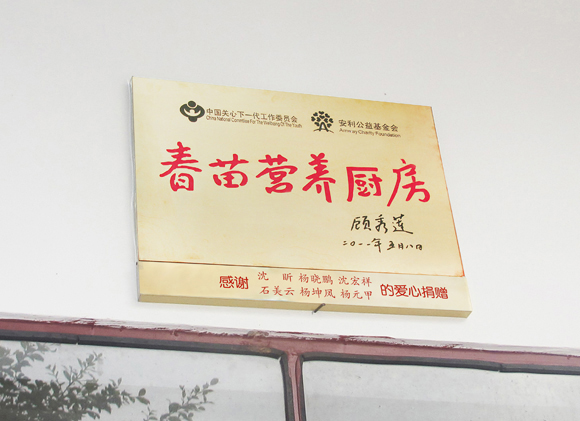 中国关心下一代工作委员会 安利公益基金会
China National Committee For The Wellbeing Of The Youth Amway Charity Foundation
春苗营养厨房
顾秀莲
二〇一一年五月八日
感谢 沈 昕 杨晓鹏 沈宏祥 的爱心捐赠
石美云 杨坤凤 杨元甲